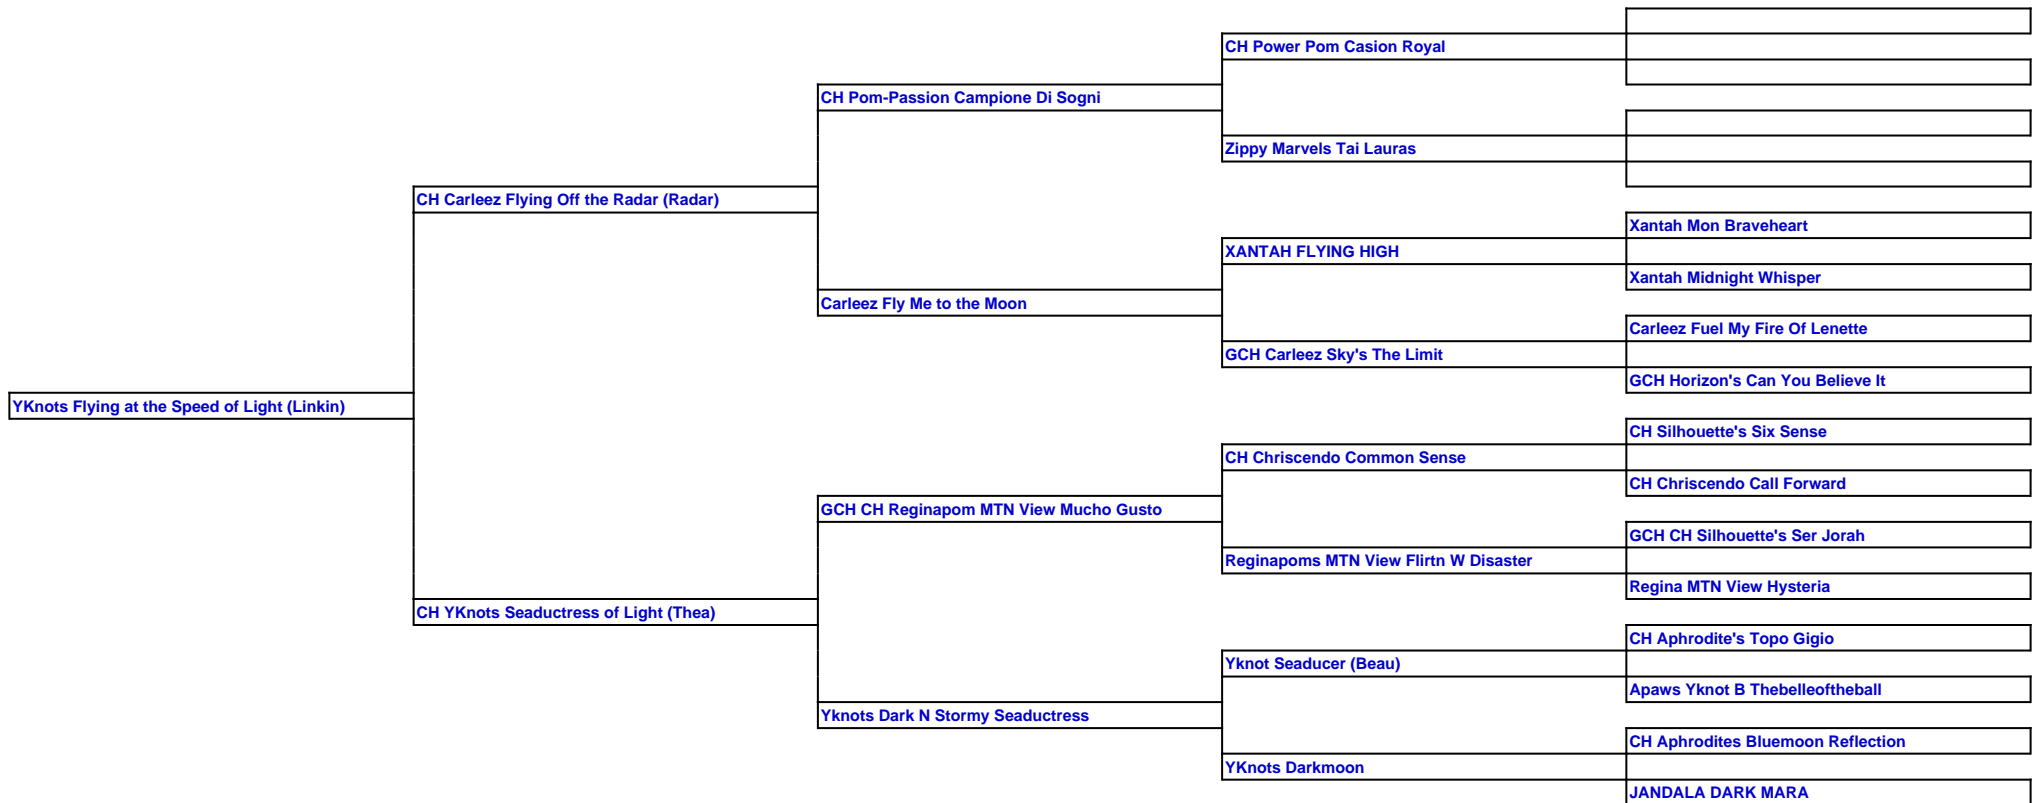 CH Power Pom Casion Royal
CH Pom-Passion Campione Di Sogni
Zippy Marvels Tai Lauras
CH Carleez Flying Off the Radar (Radar)
Xantah Mon Braveheart
XANTAH FLYING HIGH
Xantah Midnight Whisper
Carleez Fly Me to the Moon
Carleez Fuel My Fire Of Lenette
GCH Carleez Sky's The Limit
GCH Horizon's Can You Believe It
YKnots Flying at the Speed of Light (Linkin)
CH Silhouette's Six Sense
CH Chriscendo Common Sense
CH Chriscendo Call Forward
GCH CH Reginapom MTN View Mucho Gusto
GCH CH Silhouette's Ser Jorah
Reginapoms MTN View Flirtn W Disaster
Regina MTN View Hysteria
CH YKnots Seaductress of Light (Thea)
CH Aphrodite's Topo Gigio
Yknot Seaducer (Beau)
Apaws Yknot B Thebelleoftheball
Yknots Dark N Stormy Seaductress
CH Aphrodites Bluemoon Reflection
YKnots Darkmoon
JANDALA DARK MARA